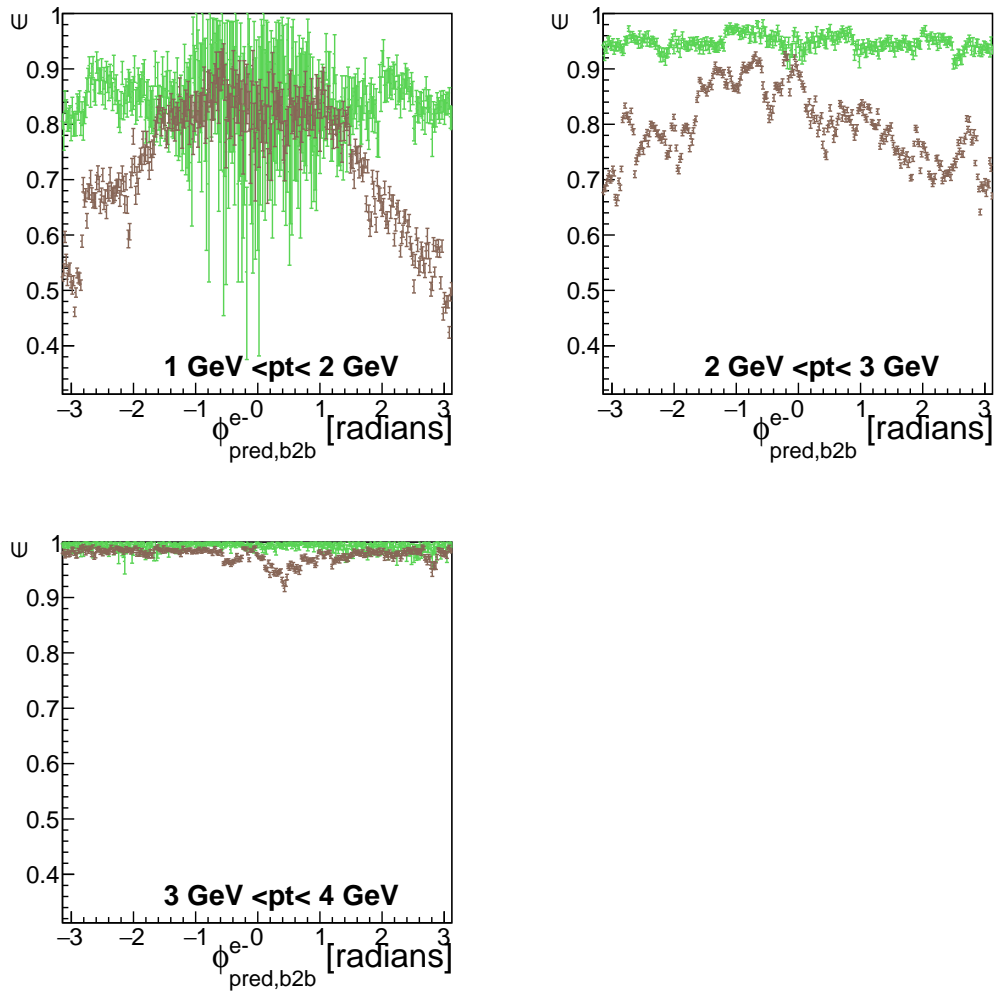 ∈
1
0.9
0.8
0.7
0.6
0.5
0.4
1 GeV <pt< 2 GeV
−3 −2 −1 0 1 2 3
ϕ^{e-}_{pred,b2b} [radians]
∈
1
0.9
0.8
0.7
0.6
0.5
0.4
2 GeV <pt< 3 GeV
−3 −2 −1 0 1 2 3
ϕ^{e-}_{pred,b2b} [radians]
∈
1
0.9
0.8
0.7
0.6
0.5
0.4
3 GeV <pt< 4 GeV
−3 −2 −1 0 1 2 3
ϕ^{e-}_{pred,b2b} [radians]